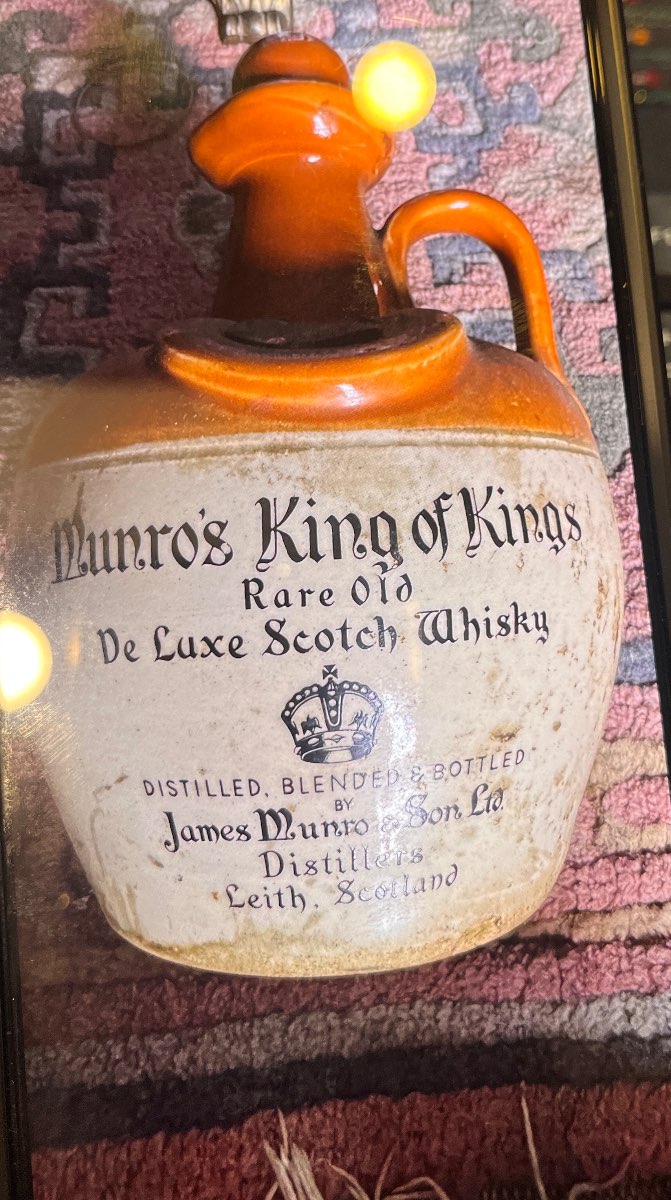 Munro's King of Kings
Rare Old
De Luxe Scotch Whisky
DISTILLED, BLENDED & BOTTLED
BY
James Munro & Son Ltd
Distillers
Leith, Scotland